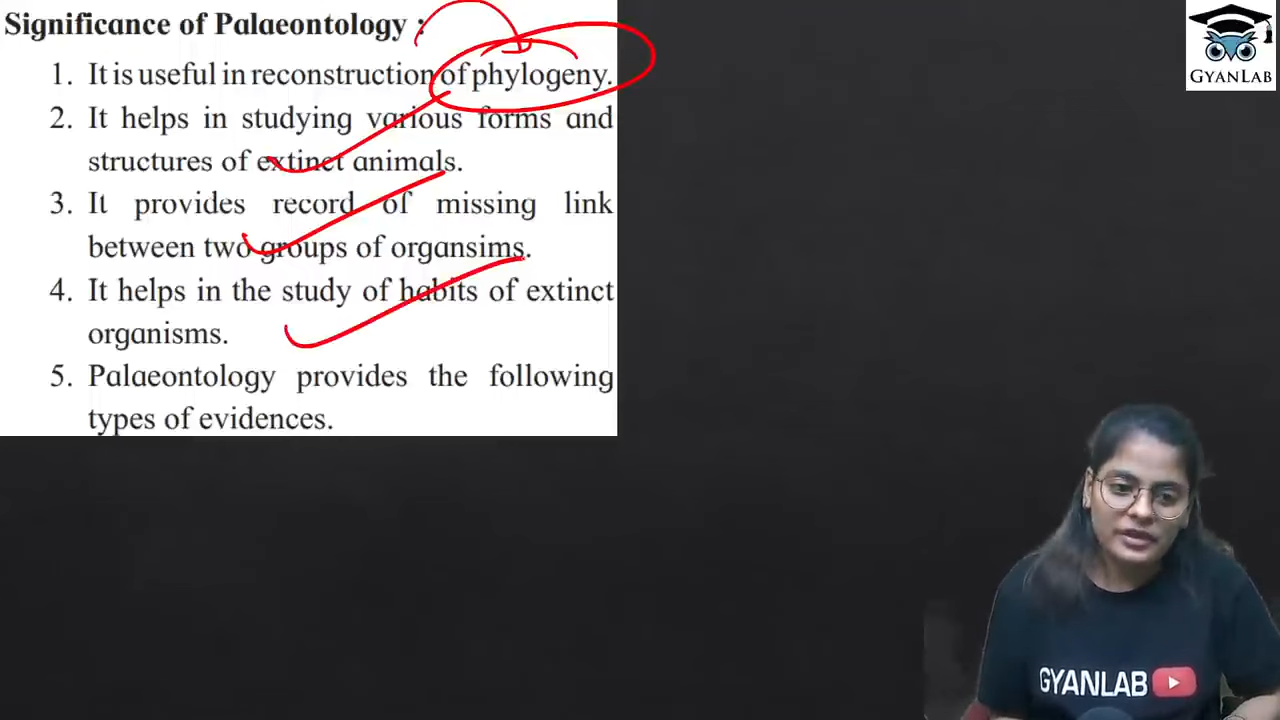 Significance of Palaeontology :
1. It is useful in reconstruction of phylogeny.
2. It helps in studying various forms and
structures of extinct animals.
3. It provides record of missing link
between two groups of organsims.
4. It helps in the study of habits of extinct
organisms.
5. Palaeontology provides the following
types of evidences.
GYANLAB
GYANLAB